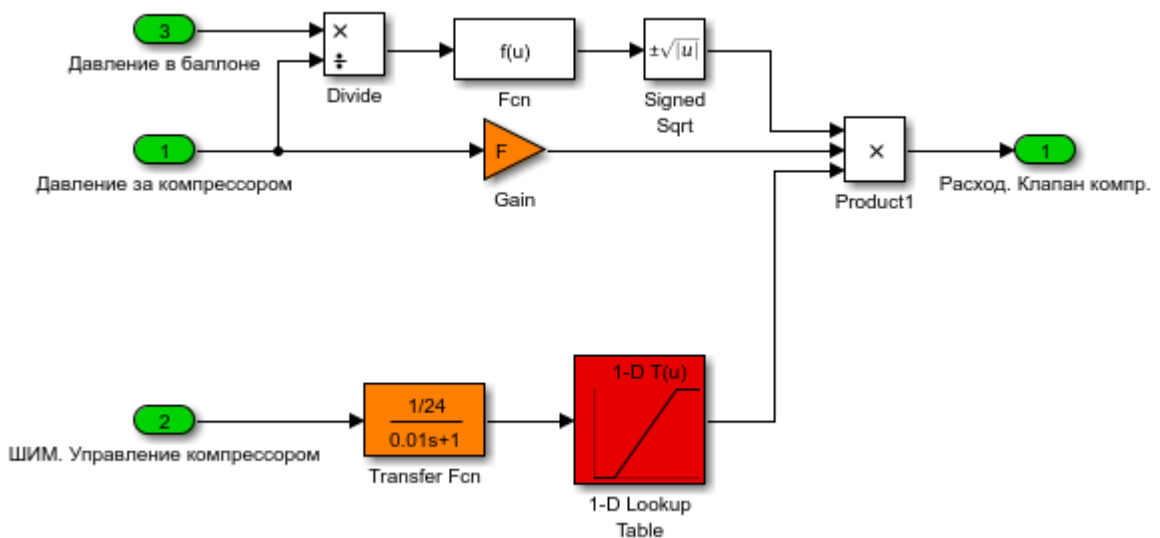 3
Давление в баллоне
×
÷
Divide
f(u)
Fcn
±√|u|
Signed
Sqrt
1
Давление за компрессором
F
Gain
×
Product1
1
Расход. Клапан компр.
2
ШИМ. Управление компрессором
1/24
0.01s+1
Transfer Fcn
1-D T(u)
1-D Lookup
Table